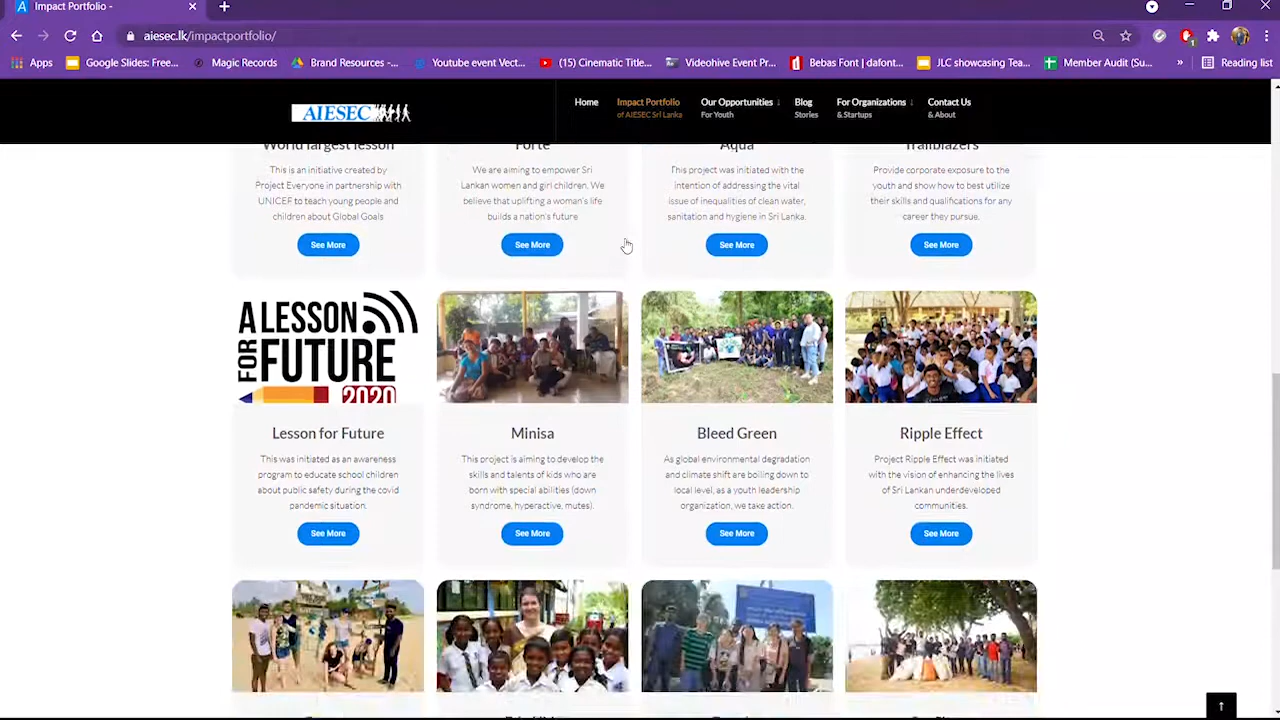 Impact Portfolio -
aiesec.lk/impactportfolio/
Apps
Google Slides: Free...
Magic Records
Brand Resources -...
Youtube event Vect...
(15) Cinematic Title...
Videohive Event Pr...
Bebas Font | dafont...
JLC showcasing Tea...
Member Audit (Su...
»
Reading list
AIESEC
Home
Impact Portfolio
of AIESEC Sri Lanka
Our Opportunities ↓
For Youth
Blog
Stories
For Organizations ↓
& Startups
Contact Us
& About
World largest lesson
This is an initiative created by
Project Everyone in partnership with
UNICEF to teach young people and
children about Global Goals
See More
Forte
We are aiming to empower Sri
Lankan women and girl children. We
believe that uplifting a woman's life
builds a nation's future
See More
Aqua
This project was initiated with the
intention of addressing the vital
issue of inequalities of clean water,
sanitation and hygiene in Sri Lanka.
See More
Trailblazers
Provide corporate exposure to the
youth and show how to best utilize
their skills and qualifications for any
career they pursue.
See More
A LESSON
FOR FUTURE
2020
Lesson for Future
This was initiated as an awareness
program to educate school children
about public safety during the covid
pandemic situation.
See More
Minisa
This project is aiming to develop the
skills and talents of kids who are
born with special abilities (down
syndrome, hyperactive, mutes).
See More
Bleed Green
As global environmental degradation
and climate shift are boiling down to
local level, as a youth leadership
organization, we take action.
See More
Ripple Effect
Project Ripple Effect was initiated
with the vision of enhancing the lives
of Sri Lankan underdeveloped
communities.
See More